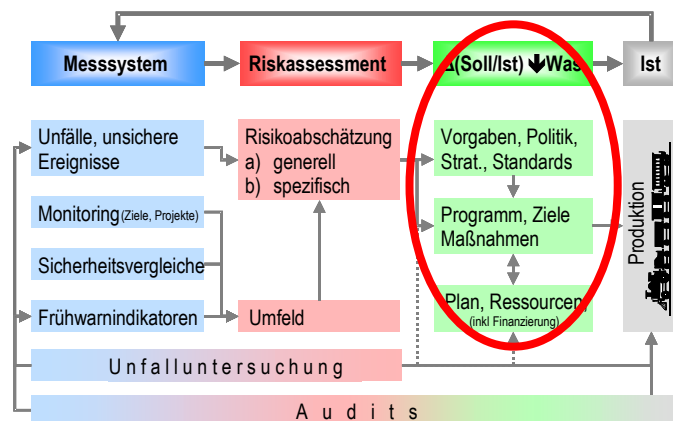 Messsystem
Riskassessment
Δ(Soll/Ist) 🡻Was
Ist
Unfälle, unsichere
Ereignisse
Monitoring (Ziele, Projekte)
Sicherheitsvergleiche
Frühwarnindikatoren
Risikoabschätzung
a) generell
b) spezifisch
Umfeld
Vorgaben, Politik,
Strat., Standards
Programm, Ziele
Maßnahmen
Plan, Ressourcen,
(inkl Finanzierung)
Produktion
Unfalluntersuchung
Audits